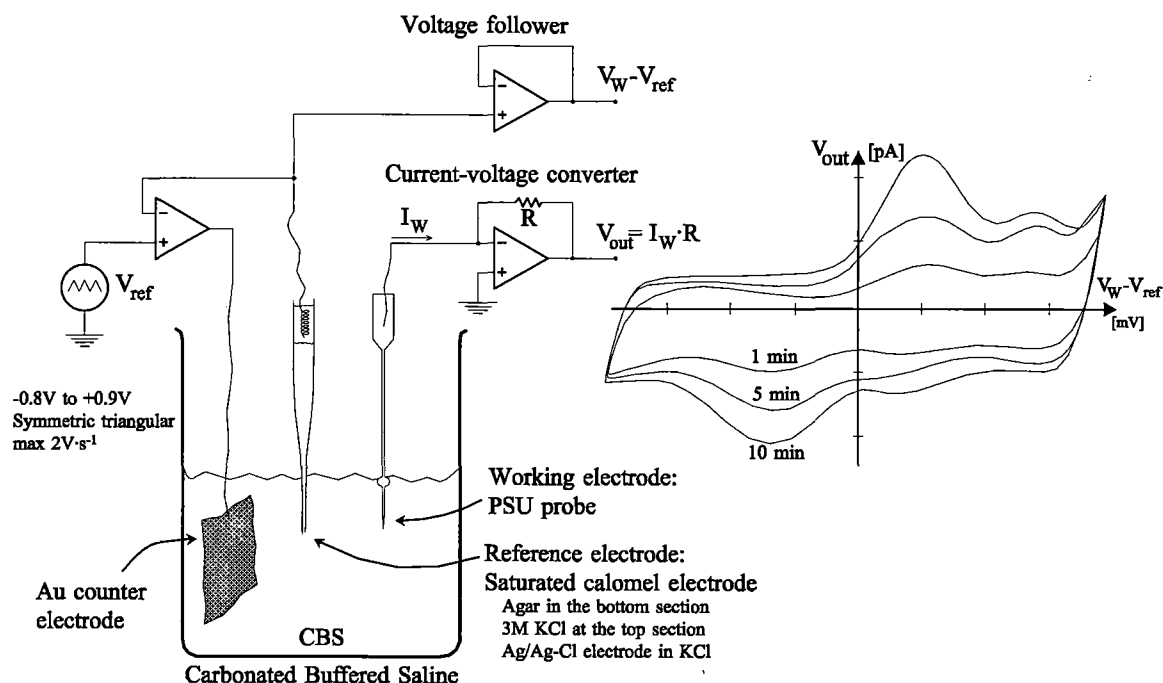 Voltage follower
−
+
V_W-V_ref
Current-voltage converter
I_W
R
−
+
V_out= I_W·R
−
+
V_ref
-0.8V to +0.9V
Symmetric triangular
max 2V·s⁻¹
Working electrode:
PSU probe
Reference electrode:
Saturated calomel electrode
Agar in the bottom section
3M KCl at the top section
Ag/Ag-Cl electrode in KCl
Au counter
electrode
CBS
Carbonated Buffered Saline
V_out [pA]
V_W-V_ref
[mV]
1 min
5 min
10 min